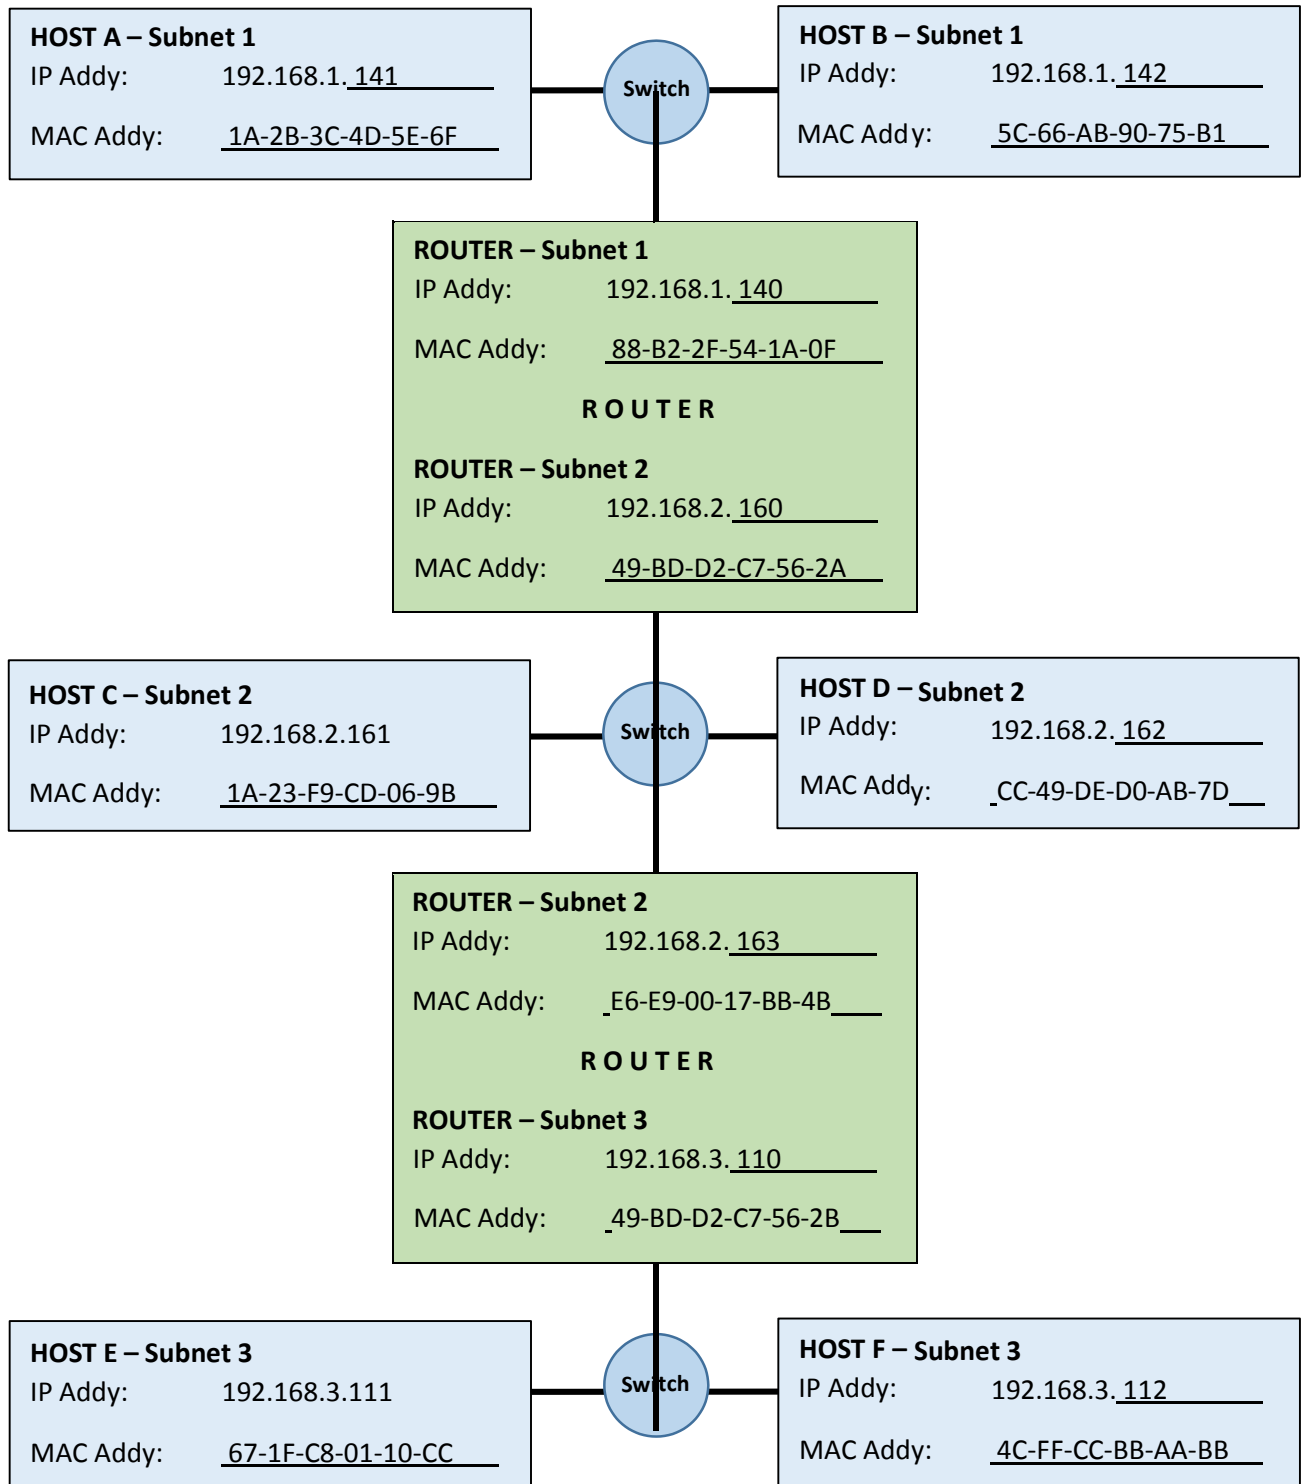 HOST A – Subnet 1
IP Addy: 192.168.1. 141
MAC Addy: 1A-2B-3C-4D-5E-6F
Switch
HOST B – Subnet 1
IP Addy: 192.168.1. 142
MAC Addy: 5C-66-AB-90-75-B1
ROUTER – Subnet 1
IP Addy: 192.168.1. 140
MAC Addy: 88-B2-2F-54-1A-0F
R O U T E R
ROUTER – Subnet 2
IP Addy: 192.168.2. 160
MAC Addy: 49-BD-D2-C7-56-2A
HOST C – Subnet 2
IP Addy: 192.168.2.161
MAC Addy: 1A-23-F9-CD-06-9B
Switch
HOST D – Subnet 2
IP Addy: 192.168.2. 162
MAC Addy: CC-49-DE-D0-AB-7D
ROUTER – Subnet 2
IP Addy: 192.168.2. 163
MAC Addy: E6-E9-00-17-BB-4B
R O U T E R
ROUTER – Subnet 3
IP Addy: 192.168.3. 110
MAC Addy: 49-BD-D2-C7-56-2B
HOST E – Subnet 3
IP Addy: 192.168.3.111
MAC Addy: 67-1F-C8-01-10-CC
Switch
HOST F – Subnet 3
IP Addy: 192.168.3. 112
MAC Addy: 4C-FF-CC-BB-AA-BB